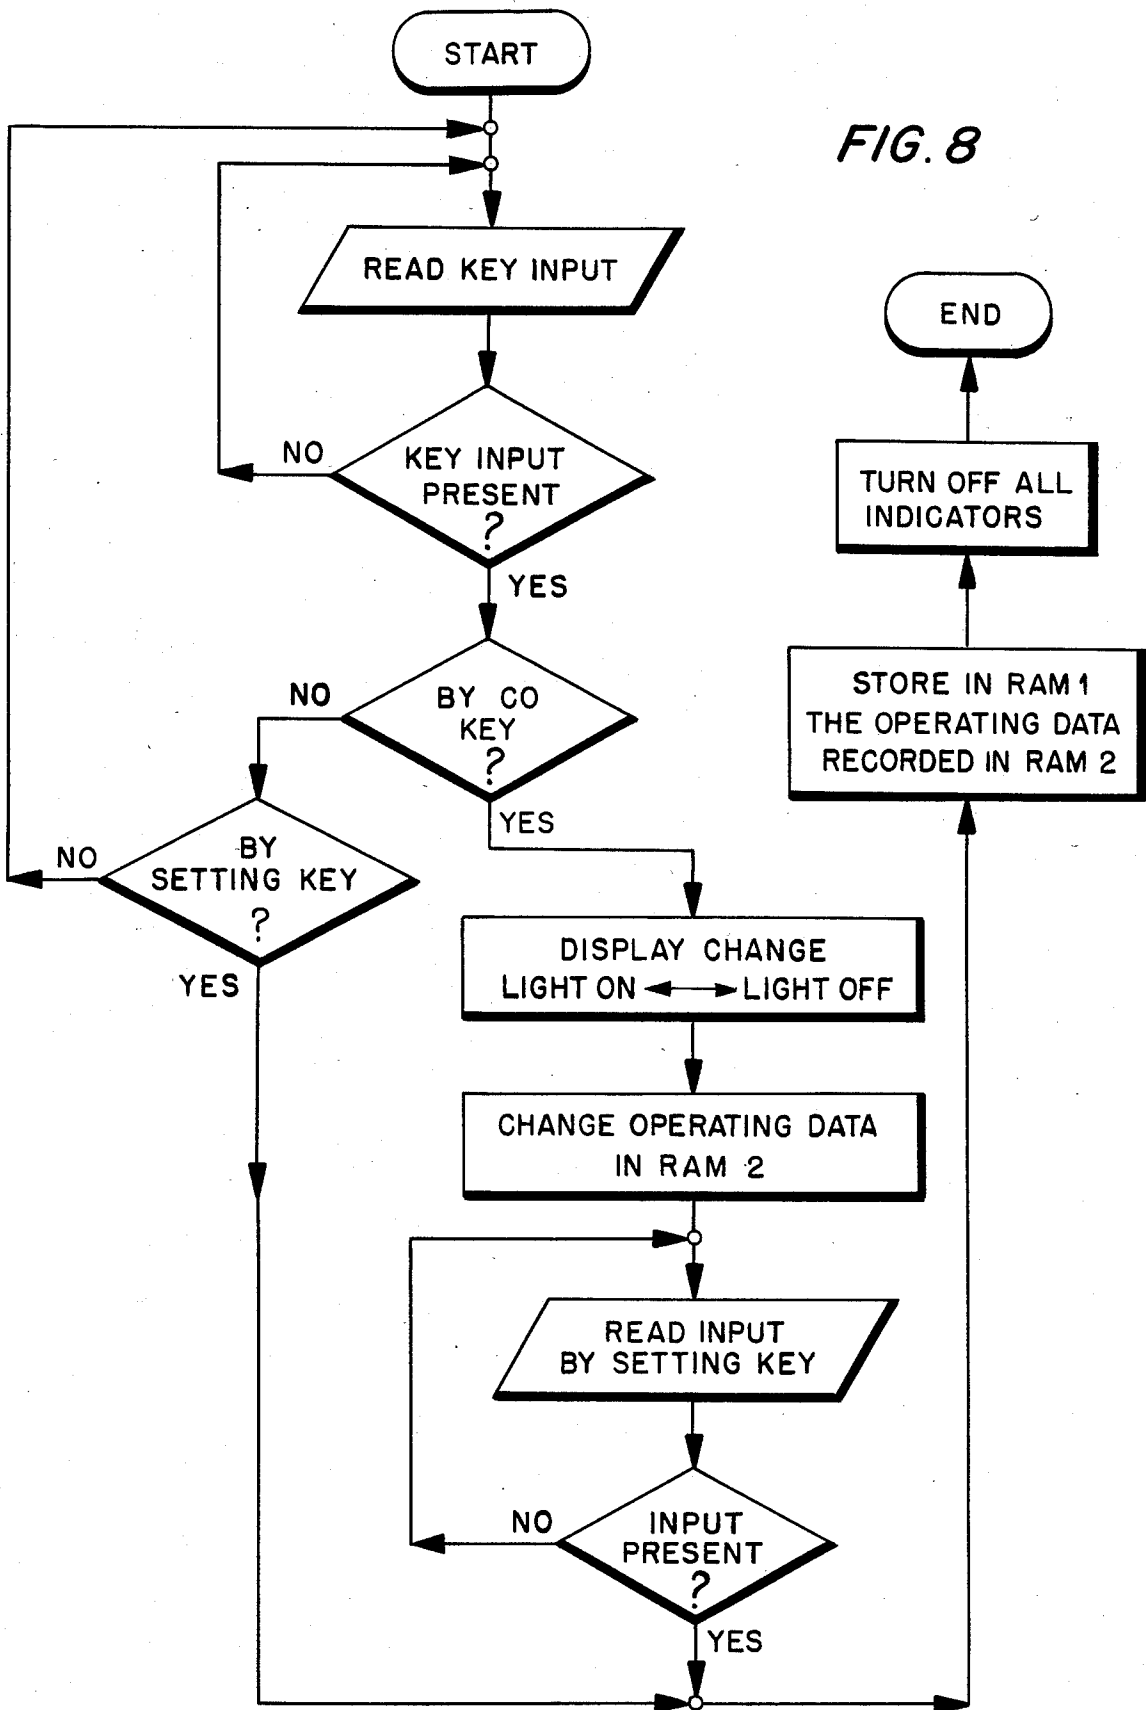 START
FIG. 8
READ KEY INPUT
END
NO
KEY INPUT
PRESENT
?
YES
TURN OFF ALL
INDICATORS
NO
BY CO
KEY
?
YES
STORE IN RAM 1
THE OPERATING DATA
RECORDED IN RAM 2
NO
BY
SETTING KEY
?
YES
DISPLAY CHANGE
LIGHT ON LIGHT OFF
CHANGE OPERATING DATA
IN RAM 2
READ INPUT
BY SETTING KEY
NO
INPUT
PRESENT
?
YES